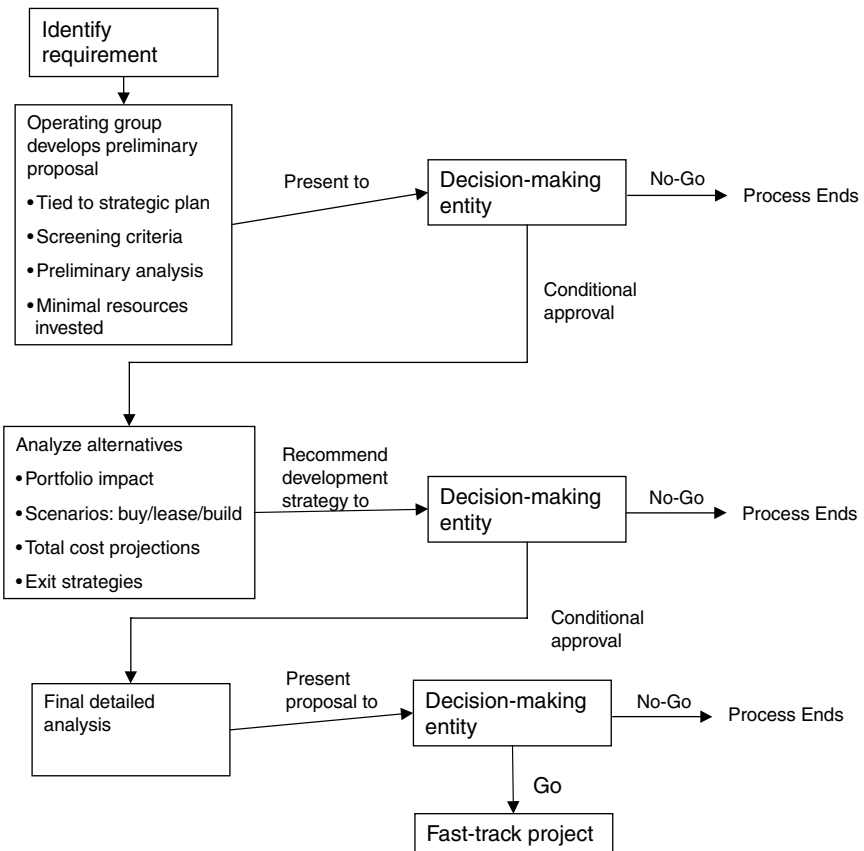 Identify
requirement
Operating group
develops preliminary
proposal
• Tied to strategic plan
• Screening criteria
• Preliminary analysis
• Minimal resources
invested
Present to
Decision-making
entity
No-Go
Process Ends
Conditional
approval
Analyze alternatives
• Portfolio impact
• Scenarios: buy/lease/build
• Total cost projections
• Exit strategies
Recommend
development
strategy to
Decision-making
entity
No-Go
Process Ends
Conditional
approval
Final detailed
analysis
Present
proposal to
Decision-making
entity
No-Go
Process Ends
Go
Fast-track project